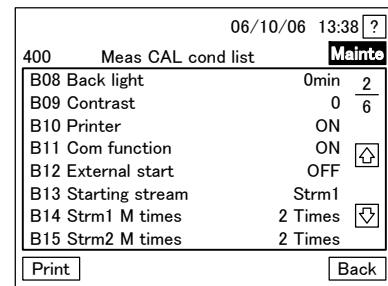 06/10/06 13:38 ?
400 Meas CAL cond list Mainte
B08 Back light 0min 2
B09 Contrast 0 6
B10 Printer ON
B11 Com function ON
B12 External start OFF
B13 Starting stream Strm1
B14 Strm1 M times 2 Times
B15 Strm2 M times 2 Times
Print Back